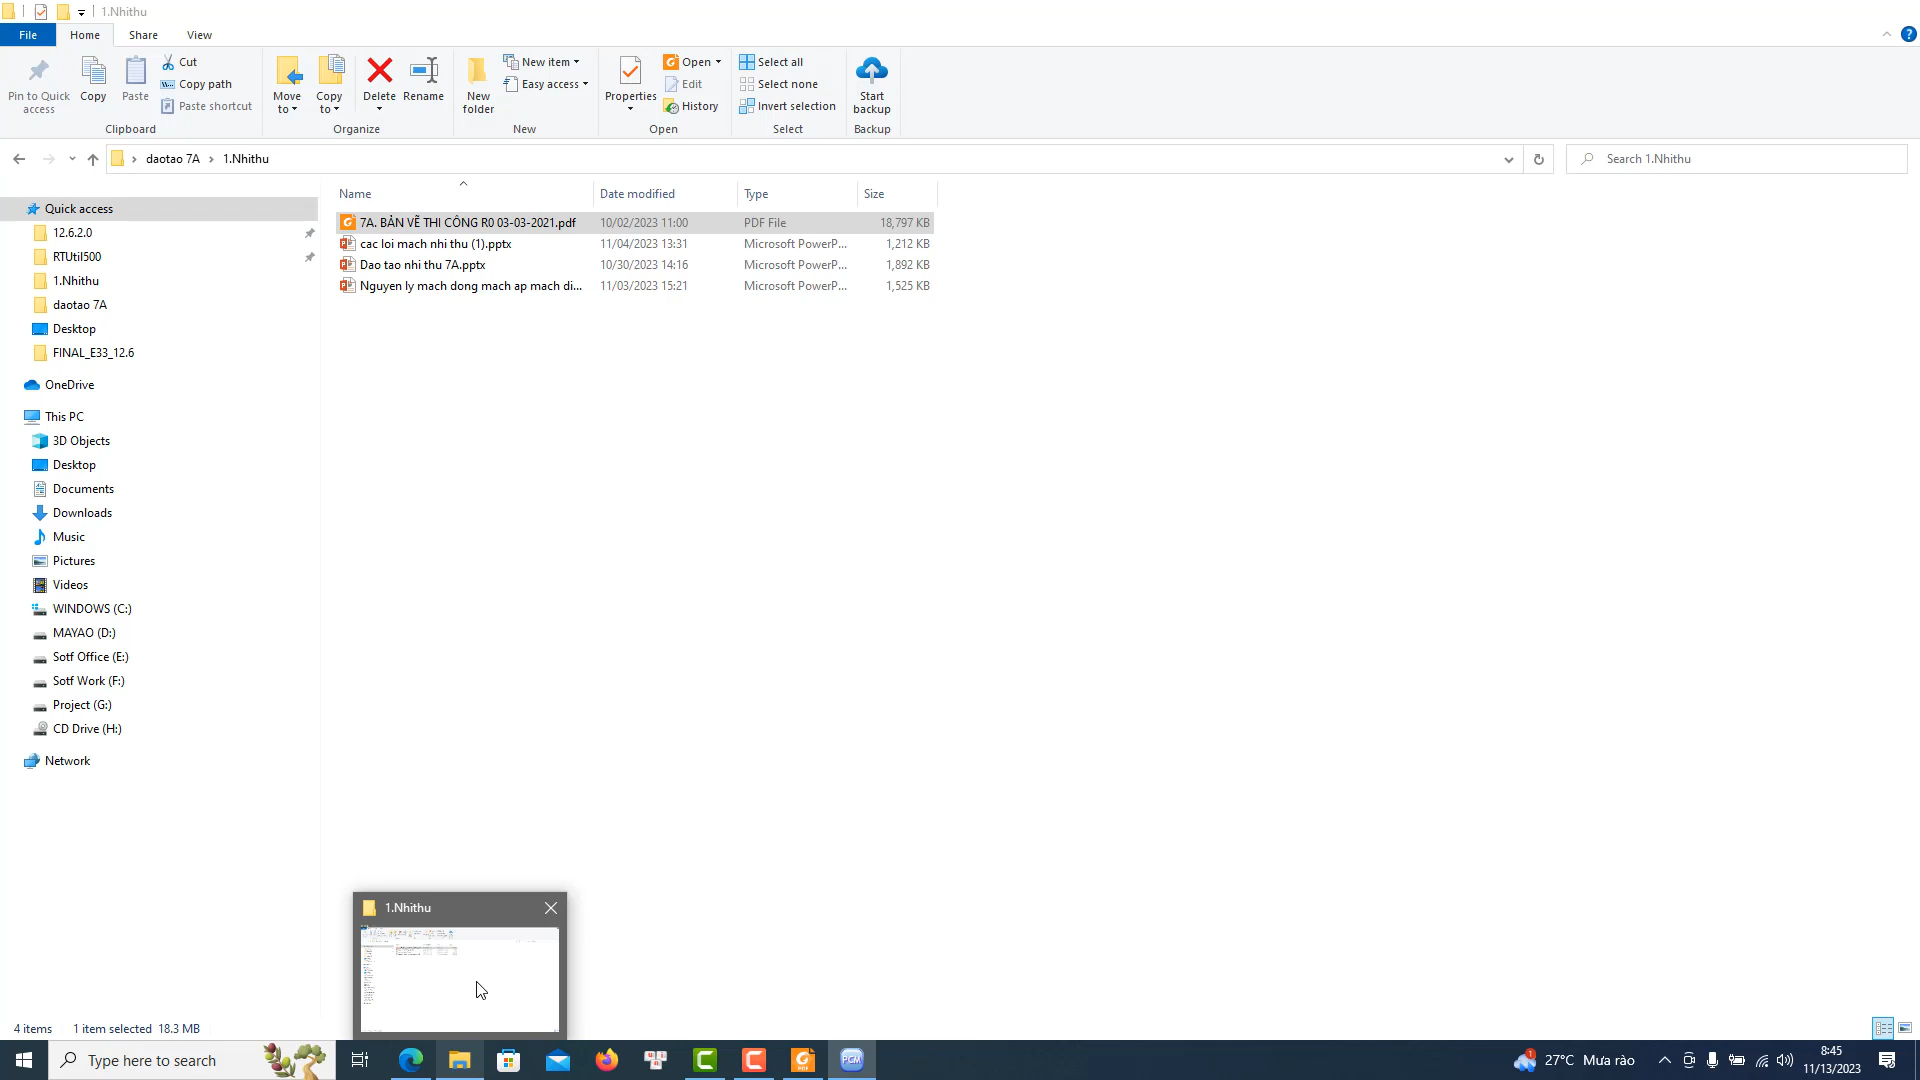 1.Nhithu
File Home Share View
Pin to Quick access
Copy
Paste
Cut
Copy path
Paste shortcut
Clipboard
Move to
Copy to
Delete
Rename
Organize
New folder
New item
Easy access
New
Properties
Open
Edit
History
Open
Select all
Select none
Invert selection
Select
Start backup
Backup
daotao 7A 1.Nhithu
Search 1.Nhithu
Name Date modified Type Size
7A. BẢN VẼ THI CÔNG R0 03-03-2021.pdf 10/02/2023 11:00 PDF File 18,797 KB
cac loi mach nhi thu (1).pptx 11/04/2023 13:31 Microsoft PowerP... 1,212 KB
Dao tao nhi thu 7A.pptx 10/30/2023 14:16 Microsoft PowerP... 1,892 KB
Nguyen ly mach dong mach ap mach di... 11/03/2023 15:21 Microsoft PowerP... 1,525 KB
Quick access
12.6.2.0
RTUtil500
1.Nhithu
daotao 7A
Desktop
FINAL_E33_12.6
OneDrive
This PC
3D Objects
Desktop
Documents
Downloads
Music
Pictures
Videos
WINDOWS (C:)
MAYAO (D:)
Sotf Office (E:)
Sotf Work (F:)
Project (G:)
CD Drive (H:)
Network
1.Nhithu
4 items 1 item selected 18.3 MB
Type here to search
PDF
PGM
1
27°C Mưa rào
8:45
11/13/2023